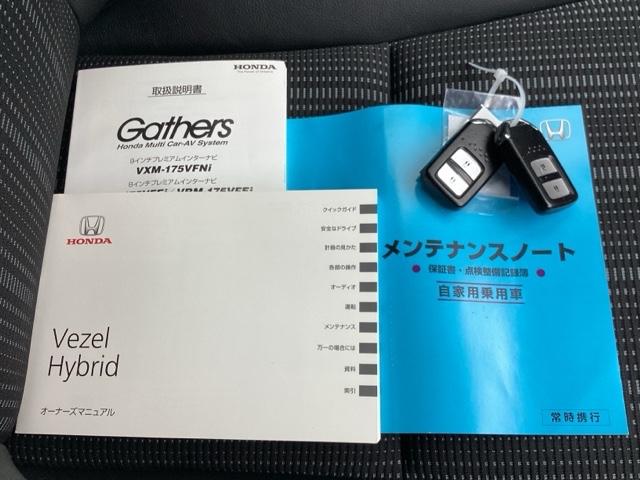 HONDA
The Power of Dreams
取扱説明書
Gathers
Honda Multi Car-AV System
9インチプレミアムインターナビ
VXM-175VFNi
8インチプレミアムインターナビ
HONDA
Vezel
Hybrid
オーナーズマニュアル
クイックガイド
安全なドライブ
計器の見かた
各部の操作
オーディオ
運転
メンテナンス
万一の場合には
資料
索引
メンテナンスノート
保証書・点検整備記録簿
自家用乗用車
常時携行